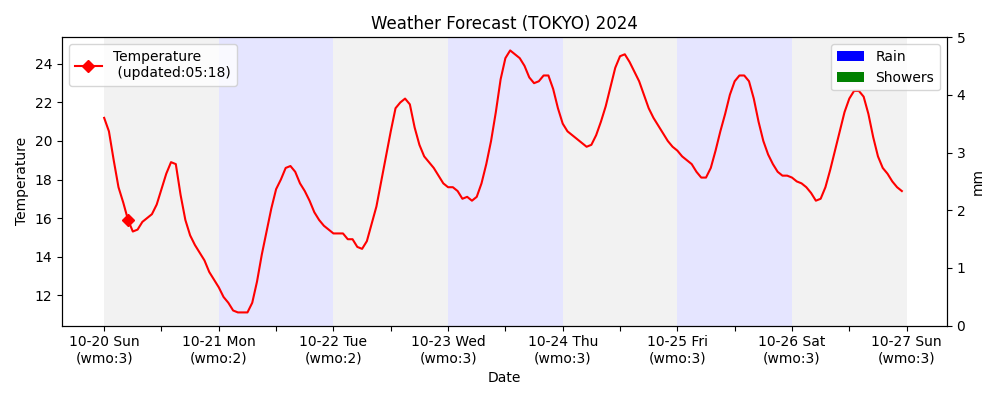 Weather Forecast (TOKYO) 2024
Temperature
(updated:05:18)
Rain
Showers
24
22
20
18
16
14
12
Temperature
5
4
3
2
1
0
mm
10-20 Sun
(wmo:3)
10-21 Mon
(wmo:2)
10-22 Tue
(wmo:2)
10-23 Wed
(wmo:3)
10-24 Thu
(wmo:3)
10-25 Fri
(wmo:3)
10-26 Sat
(wmo:3)
10-27 Sun
(wmo:3)
Date